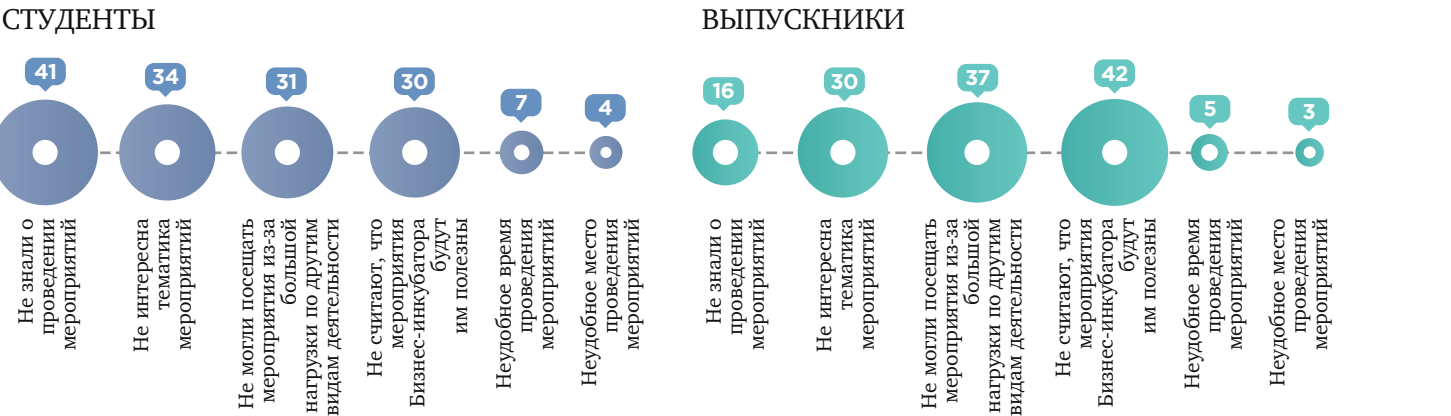 СТУДЕНТЫ
41
34
31
30
7
4
Не знали о
проведении
мероприятий
Не интересна
тематика
мероприятий
Не могли посещать
мероприятия из-за
большой
нагрузки по другим
видам деятельности
Не считают, что
мероприятия
Бизнес-инкубатора
будут
им полезны
Неудобное время
проведения
мероприятий
Неудобное место
проведения
мероприятий
ВЫПУСКНИКИ
16
30
37
42
5
3
Не знали о
проведении
мероприятий
Не интересна
тематика
мероприятий
Не могли посещать
мероприятия из-за
большой
нагрузки по другим
видам деятельности
Не считают, что
мероприятия
Бизнес-инкубатора
будут
им полезны
Неудобное время
проведения
мероприятий
Неудобное место
проведения
мероприятий